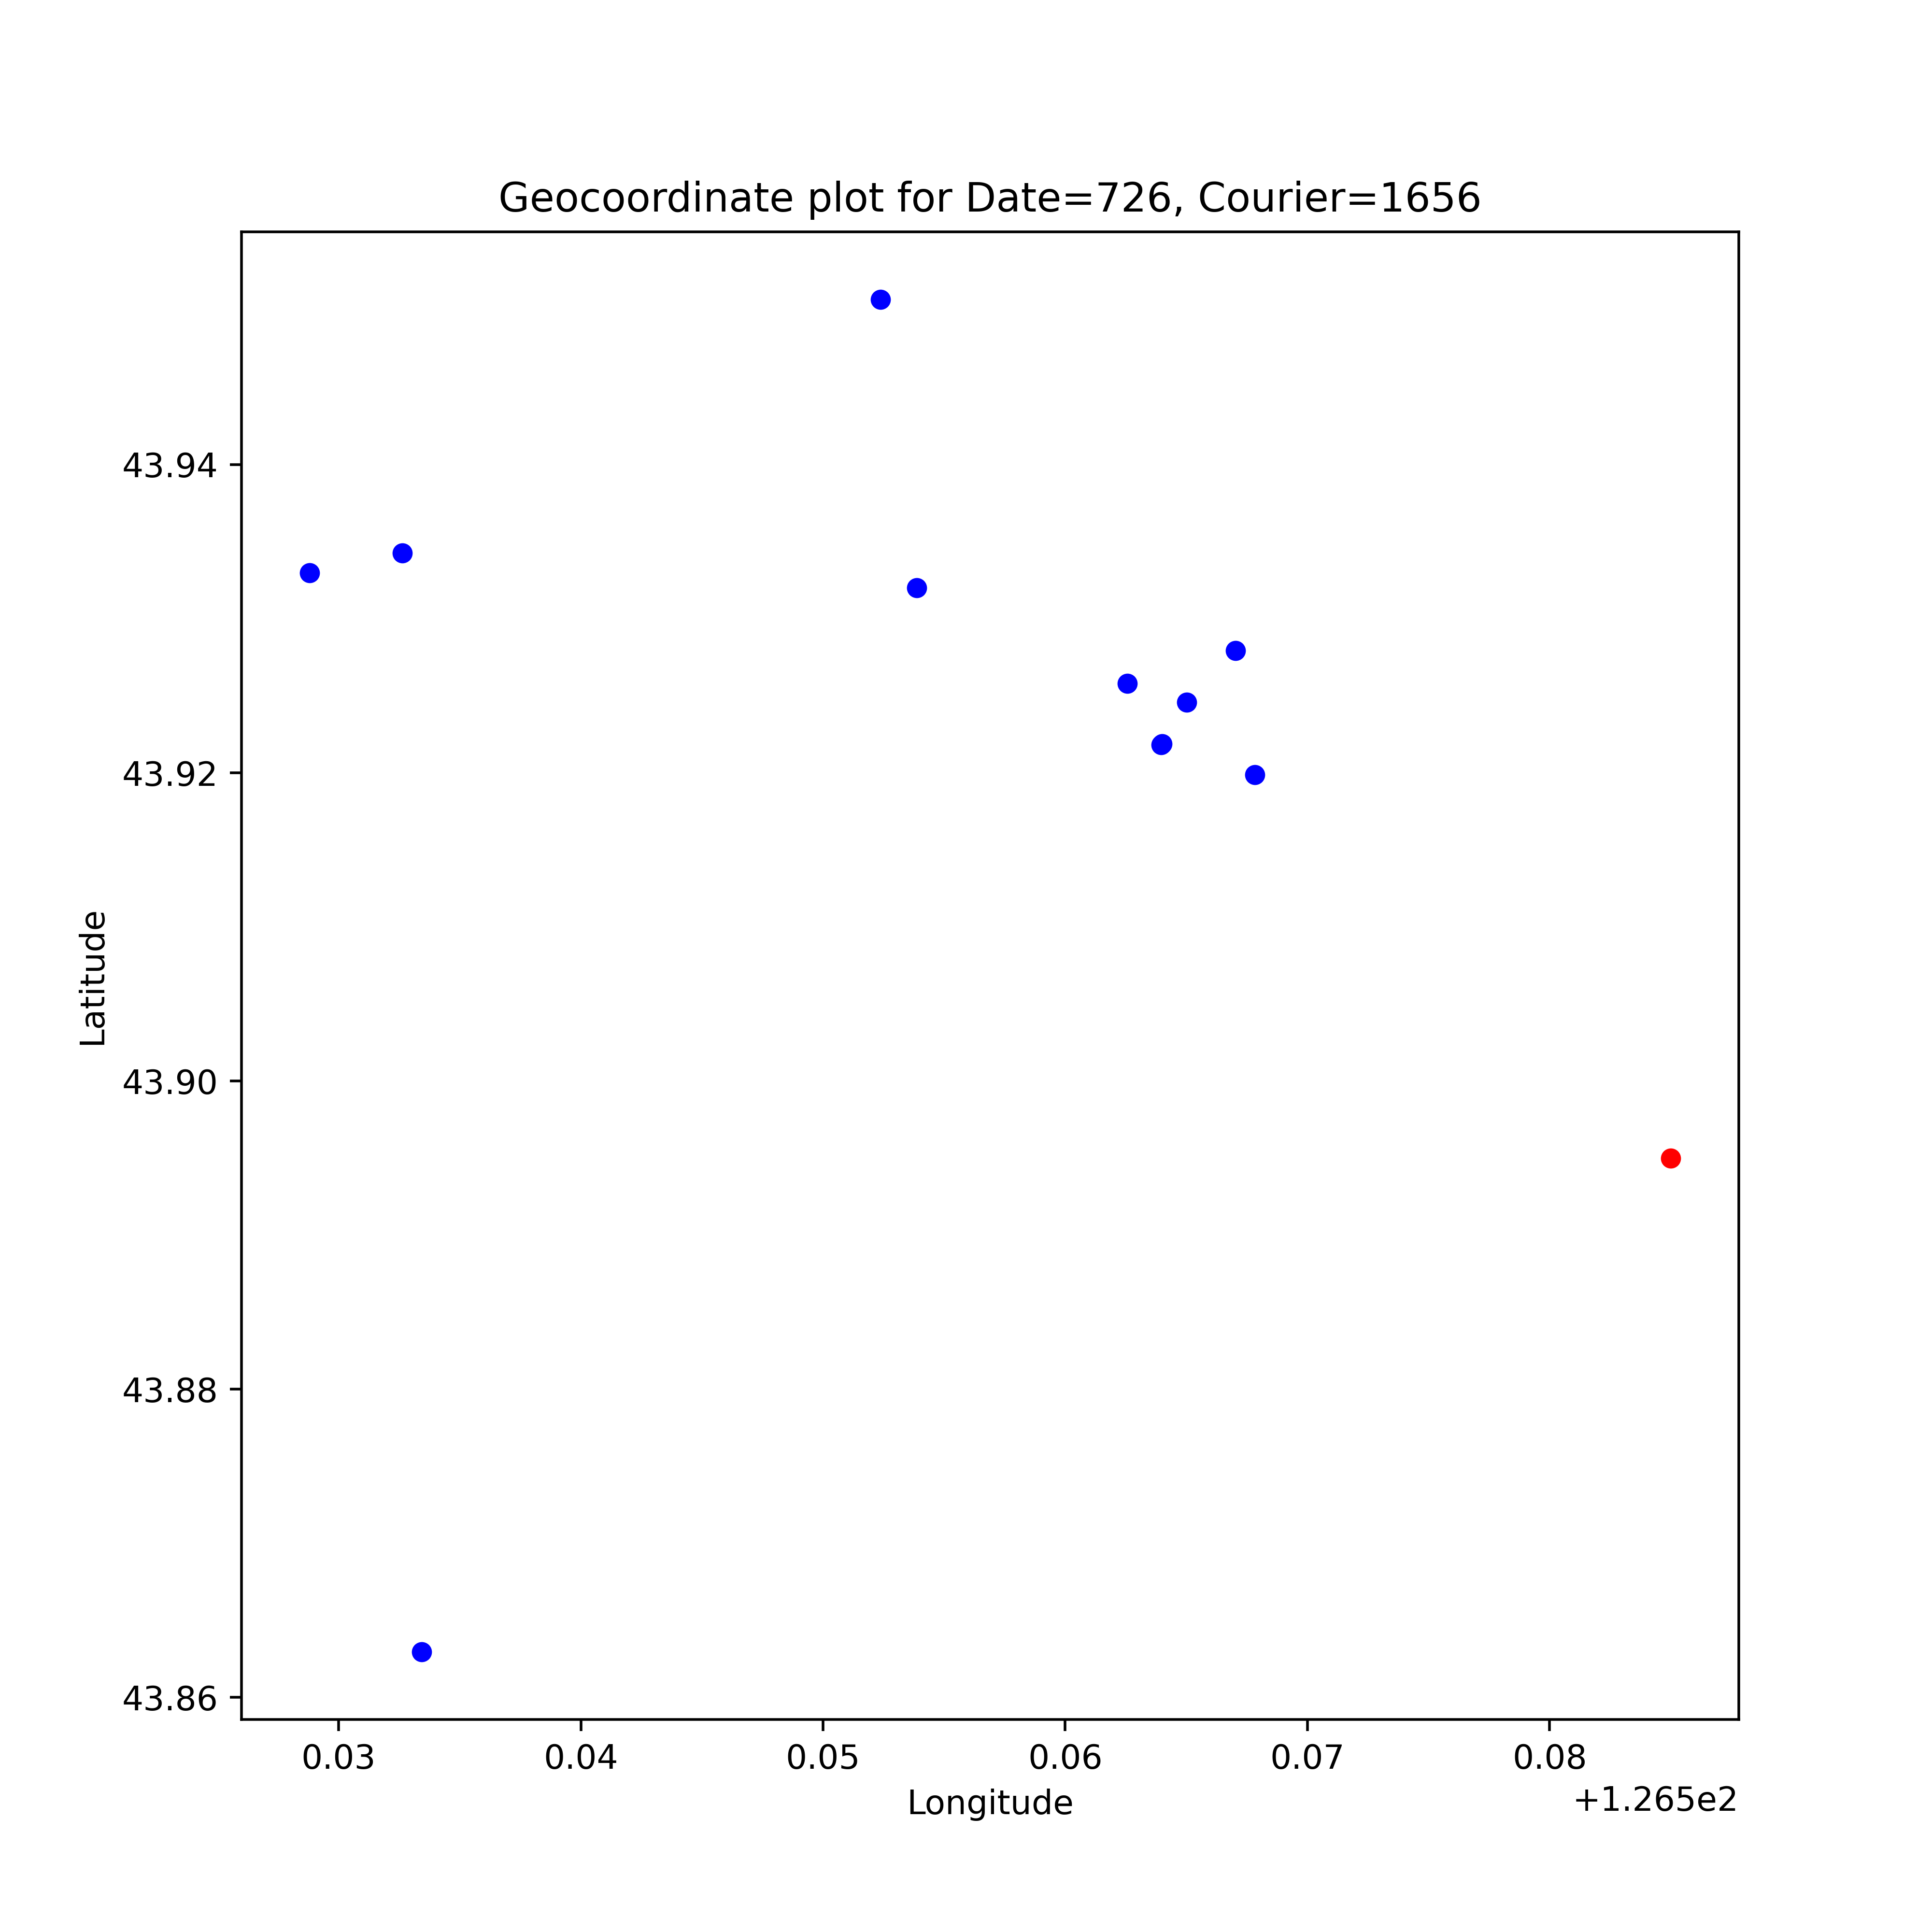 Geocoordinate plot for Date=726, Courier=1656
43.94
43.92
43.90
43.88
43.86
Latitude
0.03 0.04 0.05 0.06 0.07 0.08
+1.265e2
Longitude